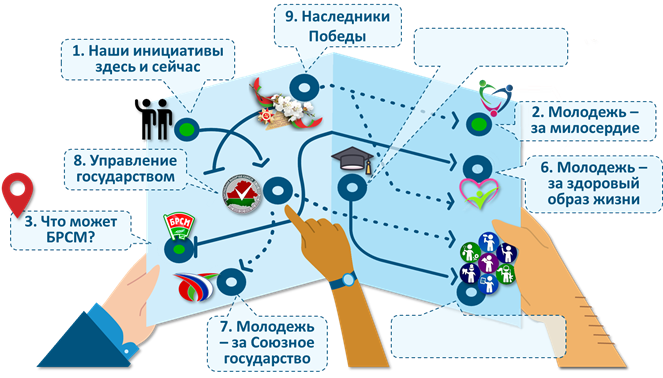 9. Наследники
Победы
1. Наши инициативы
здесь и сейчас
2. Молодежь –
за милосердие
8. Управление
государством
6. Молодежь –
за здоровый
образ жизни
3. Что может
БРСМ?
БРСМ
7. Молодежь
– за Союзное
государство